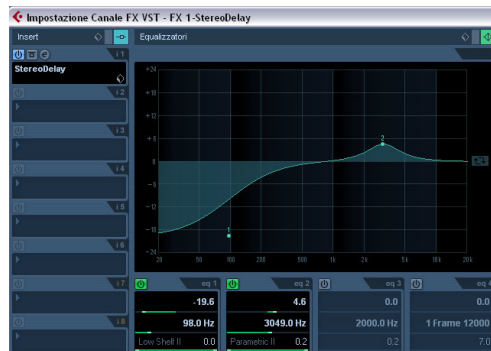 Impostazione Canale FX VST - FX 1-StereoDelay
Insert
Equalizzatori
i 1
StereoDelay
i 2
i 3
i 4
i 5
i 6
i 7
i 8
+24
+18
+12
+6
0
-6
-12
-18
-24
20 50 100 200 500 1k 2k 5k 10k 20k
1
2
eq 1 eq 2 eq 3 eq 4
-19.6 4.6 0.0 0.0
98.0 Hz 3049.0 Hz 2000.0 Hz 1 Frame 12000
Low Shelf II 0.0 Parametric II 0.2 0.2 7.0